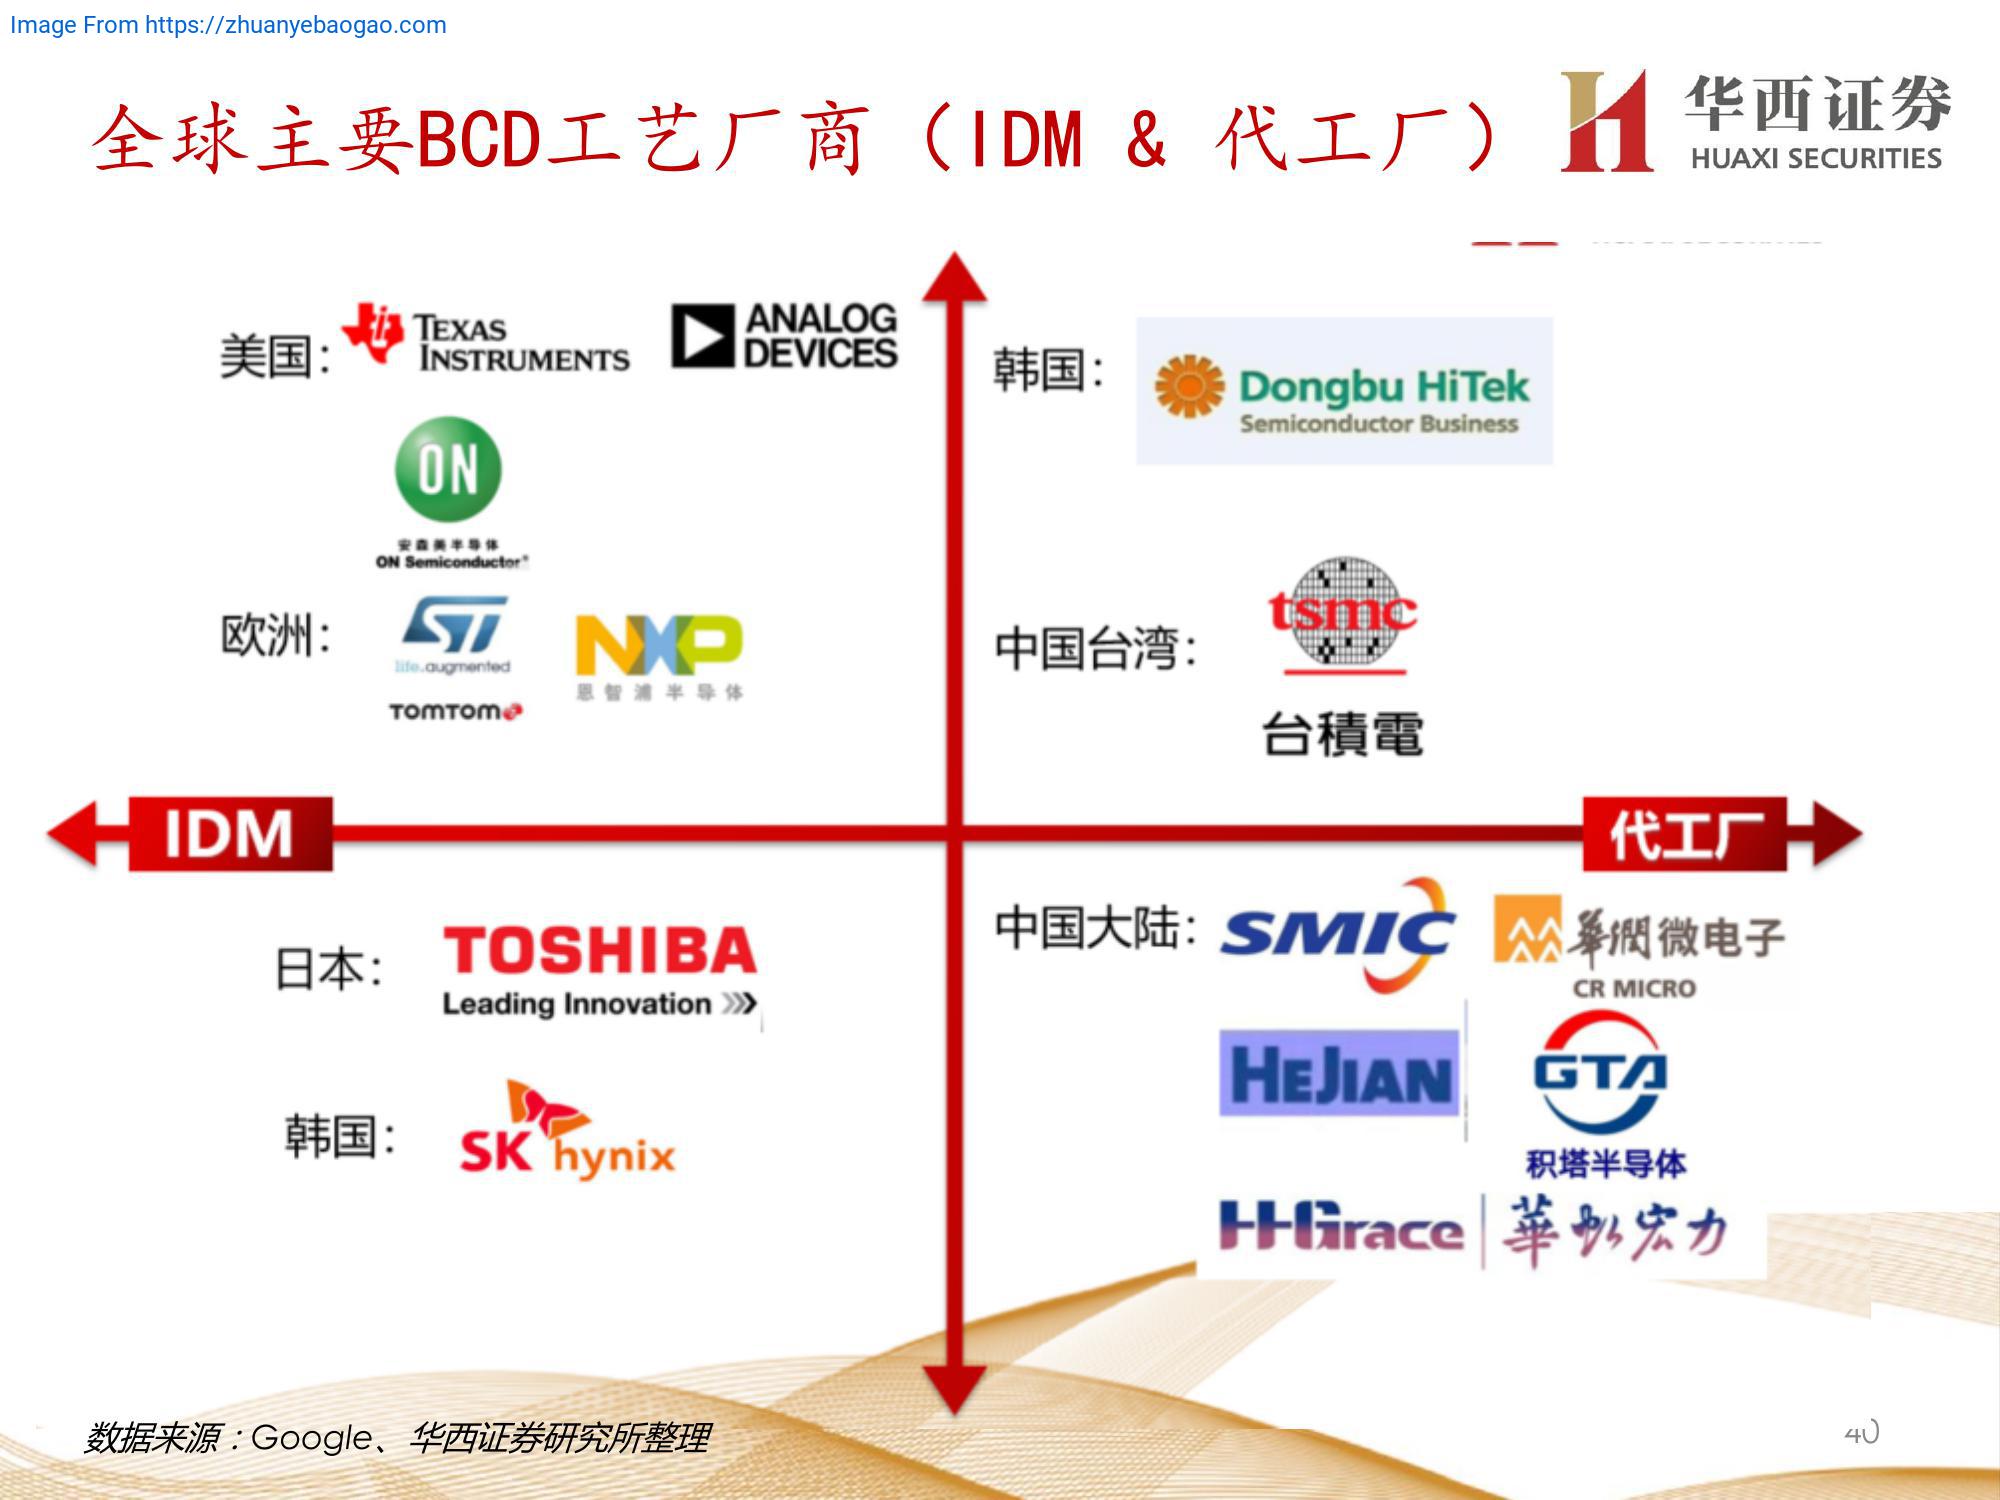 Image From https://zhuanyebaogao.com
全球主要BCD工艺厂商（IDM & 代工厂）
华西证券
HUAXI SECURITIES
美国：
TEXAS
INSTRUMENTS
ANALOG
DEVICES
ON
安森美半导体
ON Semiconductor®
欧洲：
ST
life.augmented
TOMTOM
NXP
恩智浦半导体
韩国：
Dongbu HiTek
Semiconductor Business
中国台湾：
tsmc
台積電
IDM
代工厂
日本：
TOSHIBA
Leading Innovation
韩国：
SK hynix
中国大陆：
SMIC
華潤微电子
CR MICRO
HEJIAN
GTA
积塔半导体
HHGrace
華虹宏力
数据来源：Google、华西证券研究所整理
40